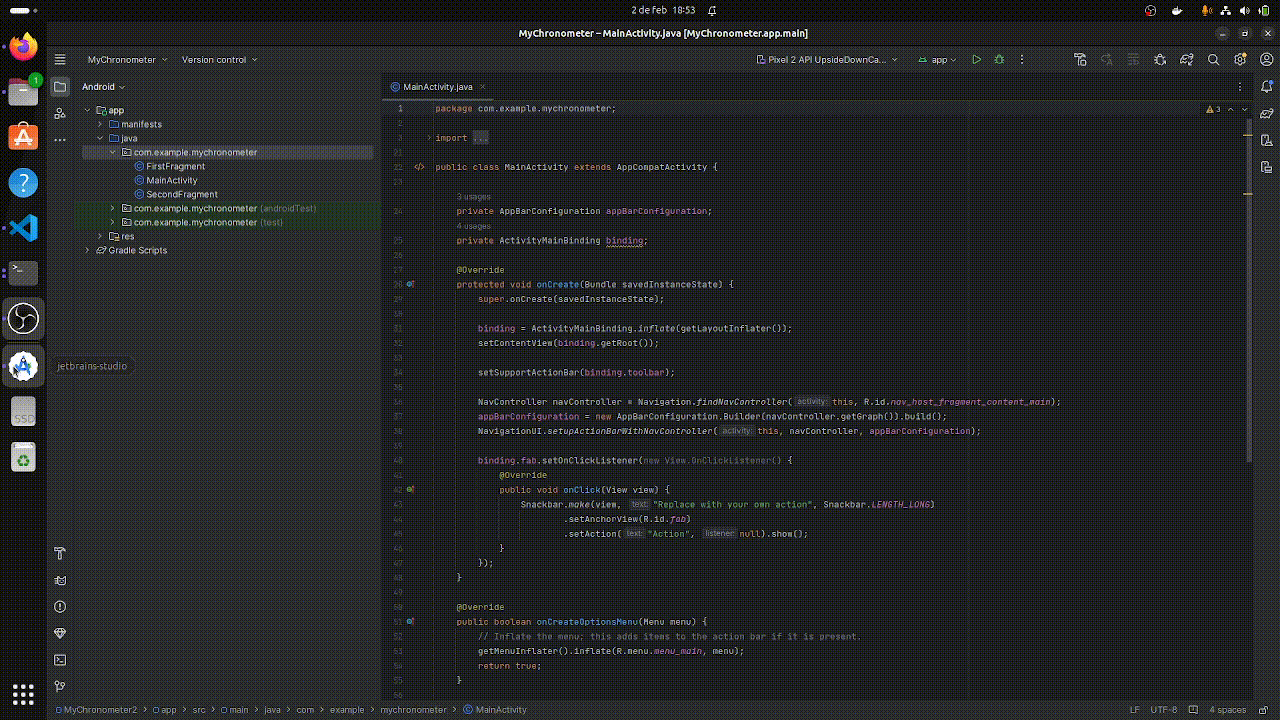 2 de feb 18:53
MyChronometer – MainActivity.java [MyChronometer.app.main]
MyChronometer
Version control
Pixel 2 API UpsideDownCa...
app
Android
MainActivity.java
app
manifests
java
com.example.mychronometer
FirstFragment
MainActivity
SecondFragment
com.example.mychronometer (androidTest)
com.example.mychronometer (test)
res
Gradle Scripts
jetbrains-studio
SSD
1
3
1 package com.example.mychronometer;
2
3 import ...
21
22 public class MainActivity extends AppCompatActivity {
23
3 usages
24 private AppBarConfiguration appBarConfiguration;
4 usages
25 private ActivityMainBinding binding;
26
27 @Override
28 protected void onCreate(Bundle savedInstanceState) {
29 super.onCreate(savedInstanceState);
30
31 binding = ActivityMainBinding.inflate(getLayoutInflater());
32 setContentView(binding.getRoot());
33
34 setSupportActionBar(binding.toolbar);
35
36 NavController navController = Navigation.findNavController( activity: this, R.id.nav_host_fragment_content_main);
37 appBarConfiguration = new AppBarConfiguration.Builder(navController.getGraph()).build();
38 NavigationUI.setupActionBarWithNavController( activity: this, navController, appBarConfiguration);
39
40 binding.fab.setOnClickListener(new View.OnClickListener() {
41 @Override
42 public void onClick(View view) {
43 Snackbar.make(view, text: "Replace with your own action", Snackbar.LENGTH_LONG)
44 .setAnchorView(R.id.fab)
45 .setAction( text: "Action", listener: null).show();
46 }
47 });
48 }
49
50 @Override
51 public boolean onCreateOptionsMenu(Menu menu) {
52 // Inflate the menu; this adds items to the action bar if it is present.
53 getMenuInflater().inflate(R.menu.menu_main, menu);
54 return true;
55 }
56
MyChronometer2 > app > src > main > java > com > example > mychronometer > MainActivity
LF UTF-8 4 spaces